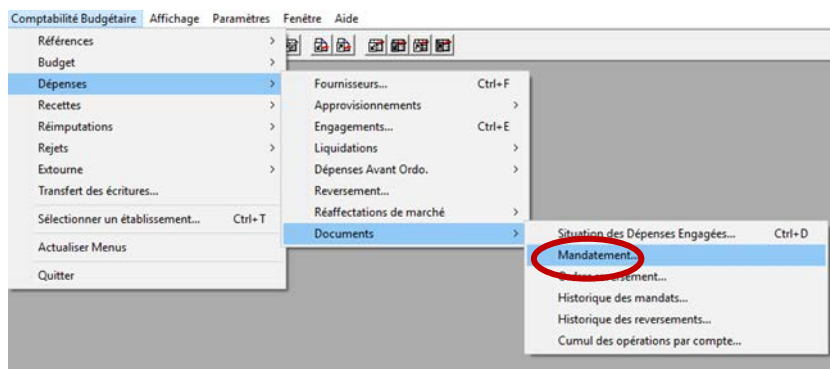 Comptabilité Budgétaire Affichage Paramètres Fenêtre Aide
Références >
Budget >
Dépenses >
Recettes >
Réimputations >
Rejets >
Extourne >
Transfert des écritures...
Sélectionner un établissement... Ctrl+T
Actualiser Menus
Quitter
Fournisseurs... Ctrl+F
Approvisionnements >
Engagements... Ctrl+E
Liquidations >
Dépenses Avant Ordo. >
Reversement...
Réaffectations de marché >
Documents >
Situation des Dépenses Engagées... Ctrl+D
Mandatement...
reversement...
Historique des mandats...
Historique des reversements...
Cumul des opérations par compte...